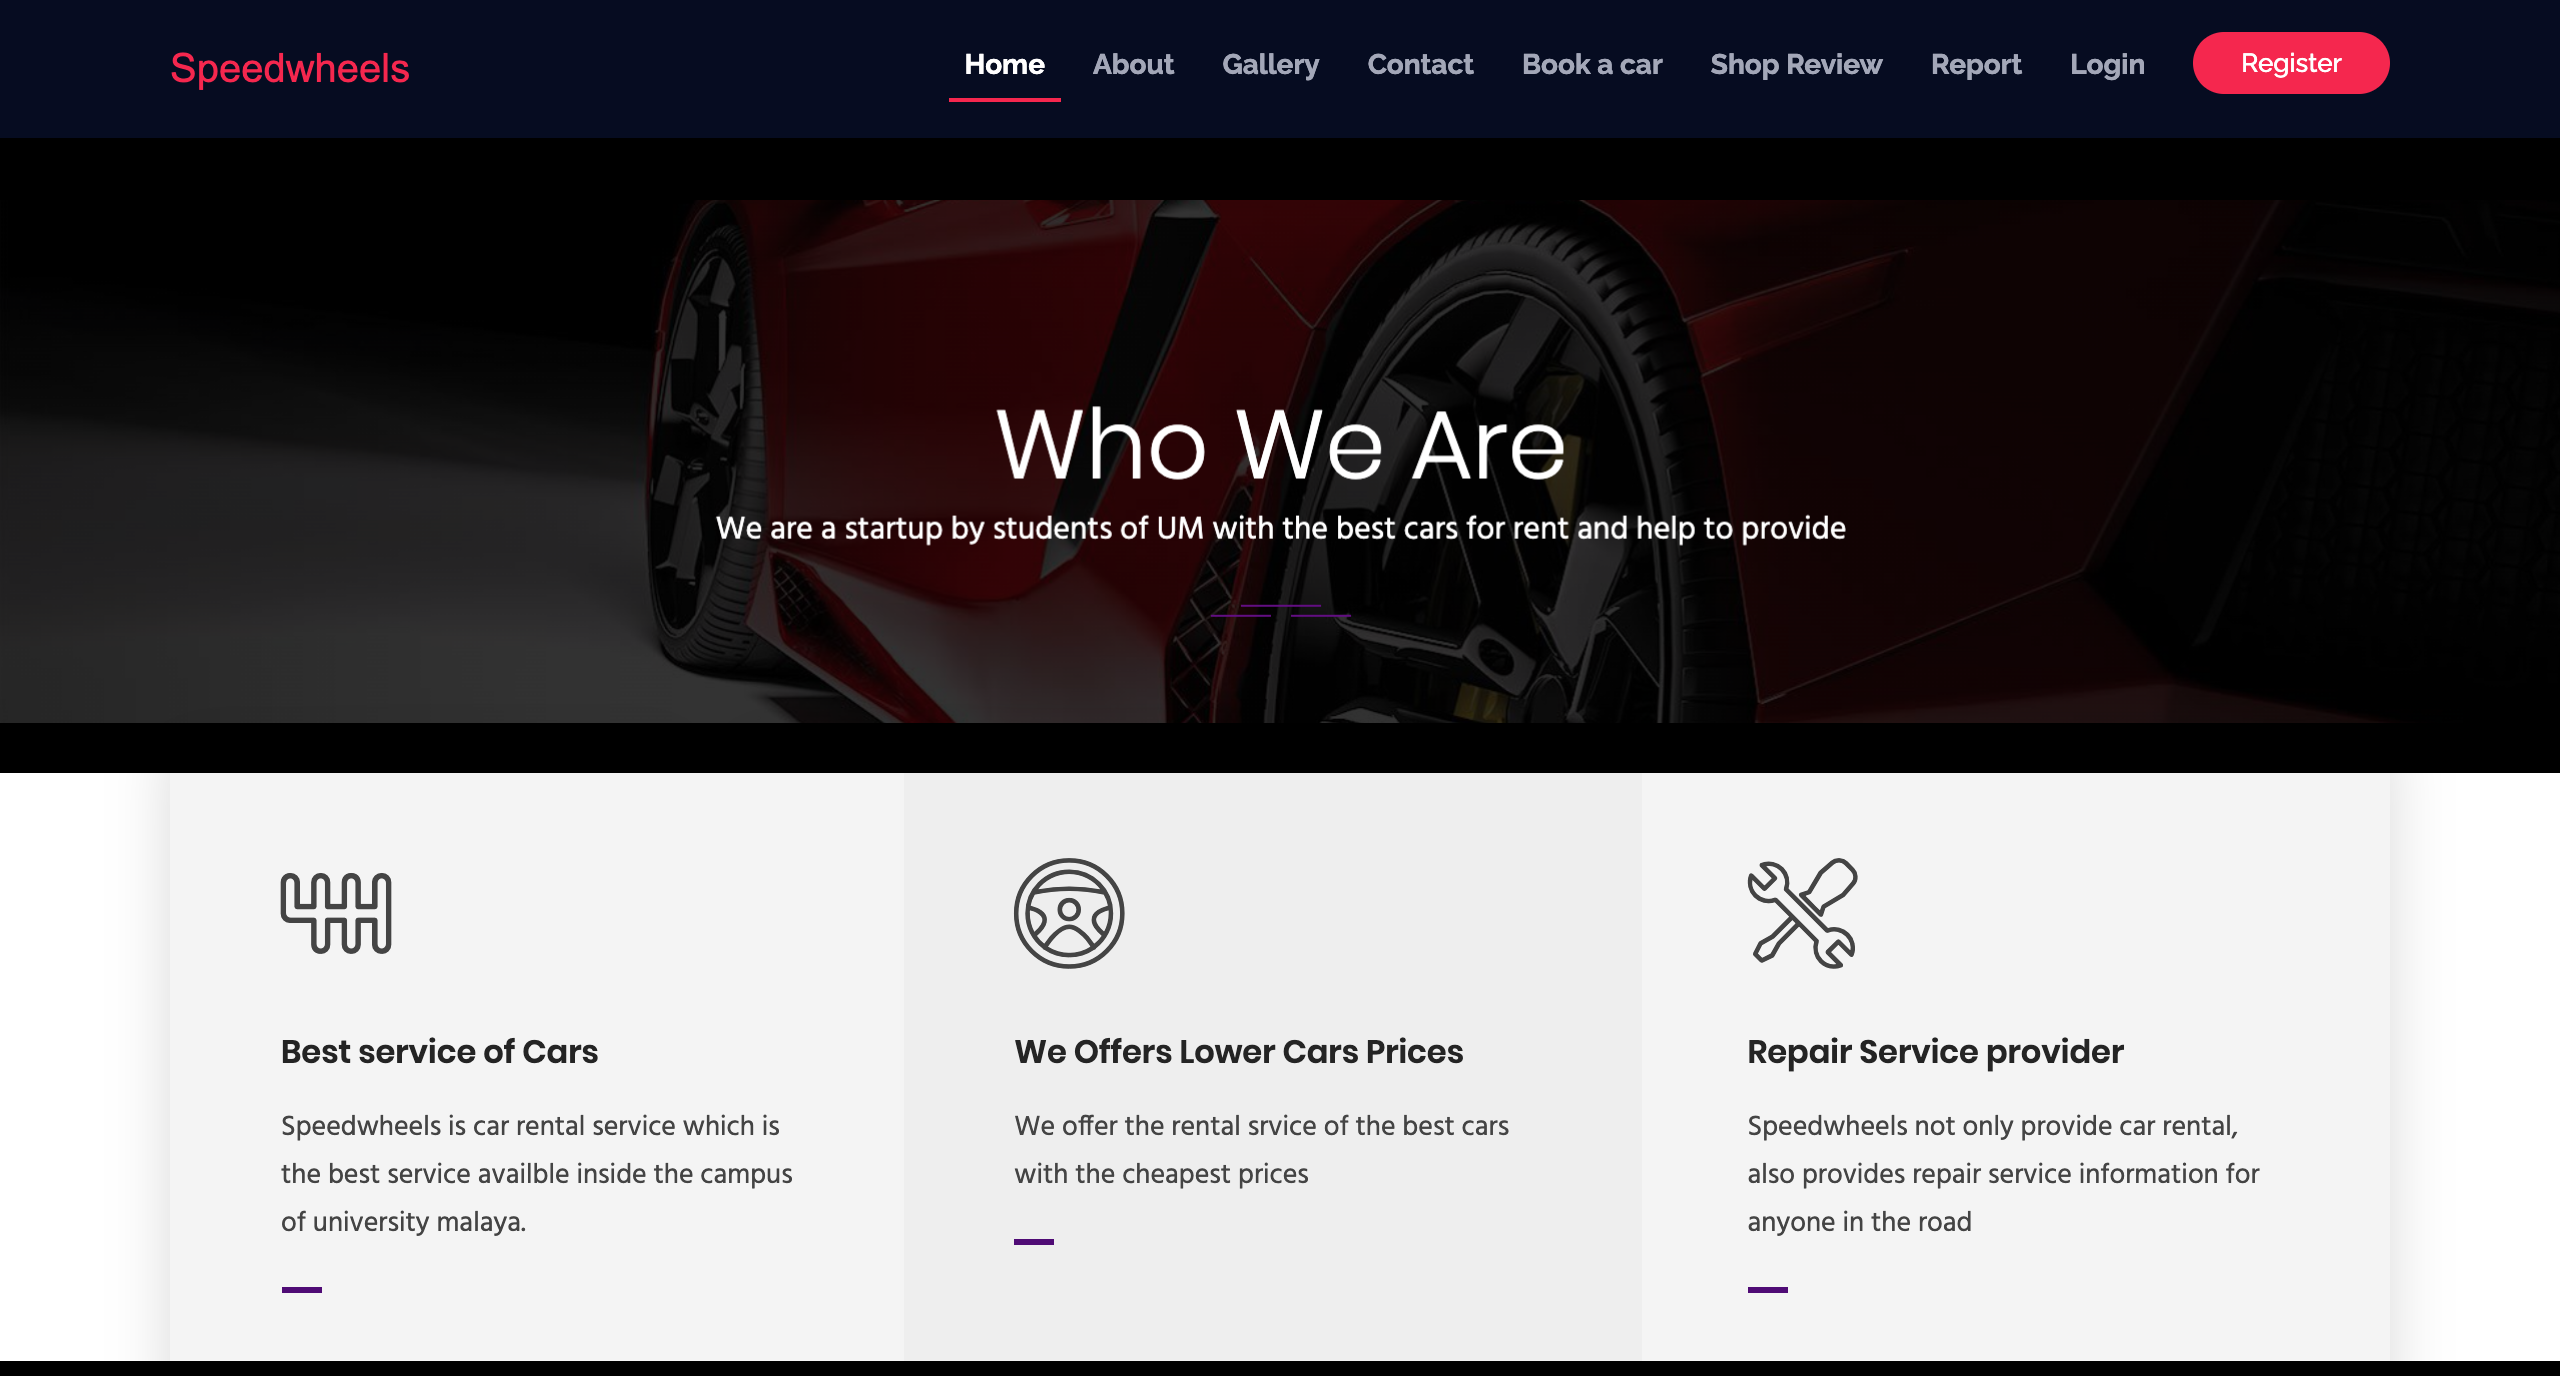 Speedwheels
Home About Gallery Contact Book a car Shop Review Report Login Register
Who We Are
We are a startup by students of UM with the best cars for rent and help to provide
Best service of Cars
Speedwheels is car rental service which is
the best service availble inside the campus
of university malaya.
We Offers Lower Cars Prices
We offer the rental srvice of the best cars
with the cheapest prices
Repair Service provider
Speedwheels not only provide car rental,
also provides repair service information for
anyone in the road